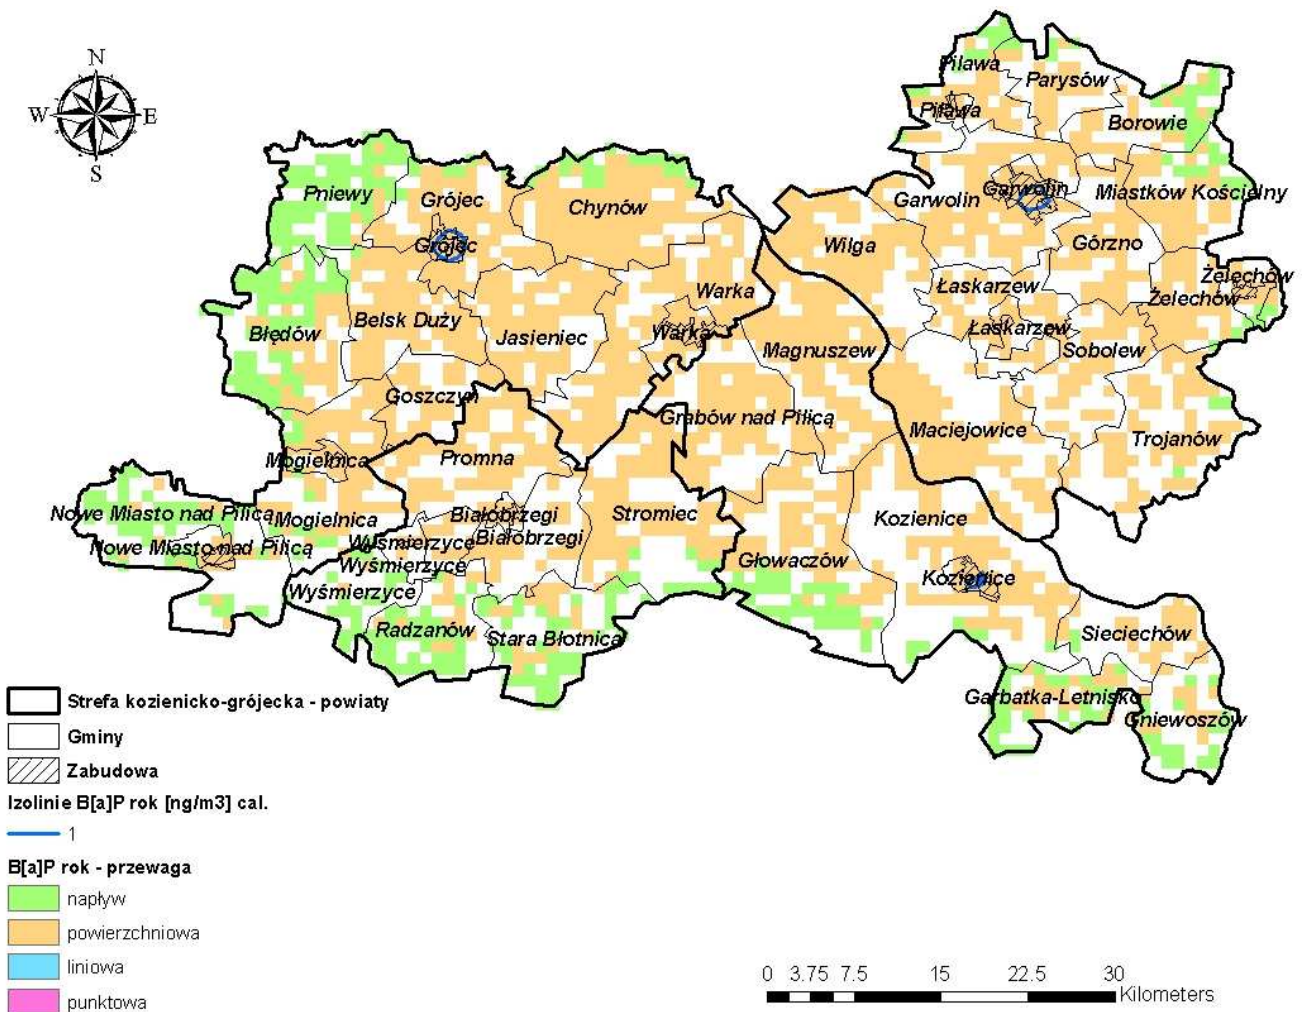 N
W E
S
Pilawa
Parysów
Pilawa
Borowie
Pniewy
Grójec
Chynów
Garwolin
Garwolin
Miastków Kościelny
Grójec
Wilga
Górzno
Żelechów
Warka
Łaskarzew
Żelechów
Błędów
Belsk Duży
Jasieniec
Warka
Łaskarzew
Magnuszew
Sobolew
Goszczyn
Grabów nad Pilicą
Maciejowice
Trojanów
Mogielnica
Promna
Nowe Miasto nad Pilicą
Mogielnica
Białobrzegi
Stromiec
Kozienice
Nowe Miasto nad Pilicą
Wyśmierzyce
Białobrzegi
Wyśmierzyce
Głowaczów
Kozienice
Wyśmierzyce
Radzanów
Stara Błotnica
Sieciechów
Garbatka-Letnisko
Gniewoszów
Strefa kozienicko-grójecka - powiaty
Gminy
Zabudowa
Izolinie B[a]P rok [ng/m3] cal.
1
B[a]P rok - przewaga
napływ
powierzchniowa
liniowa
punktowa
0 3.75 7.5 15 22.5 30
Kilometers